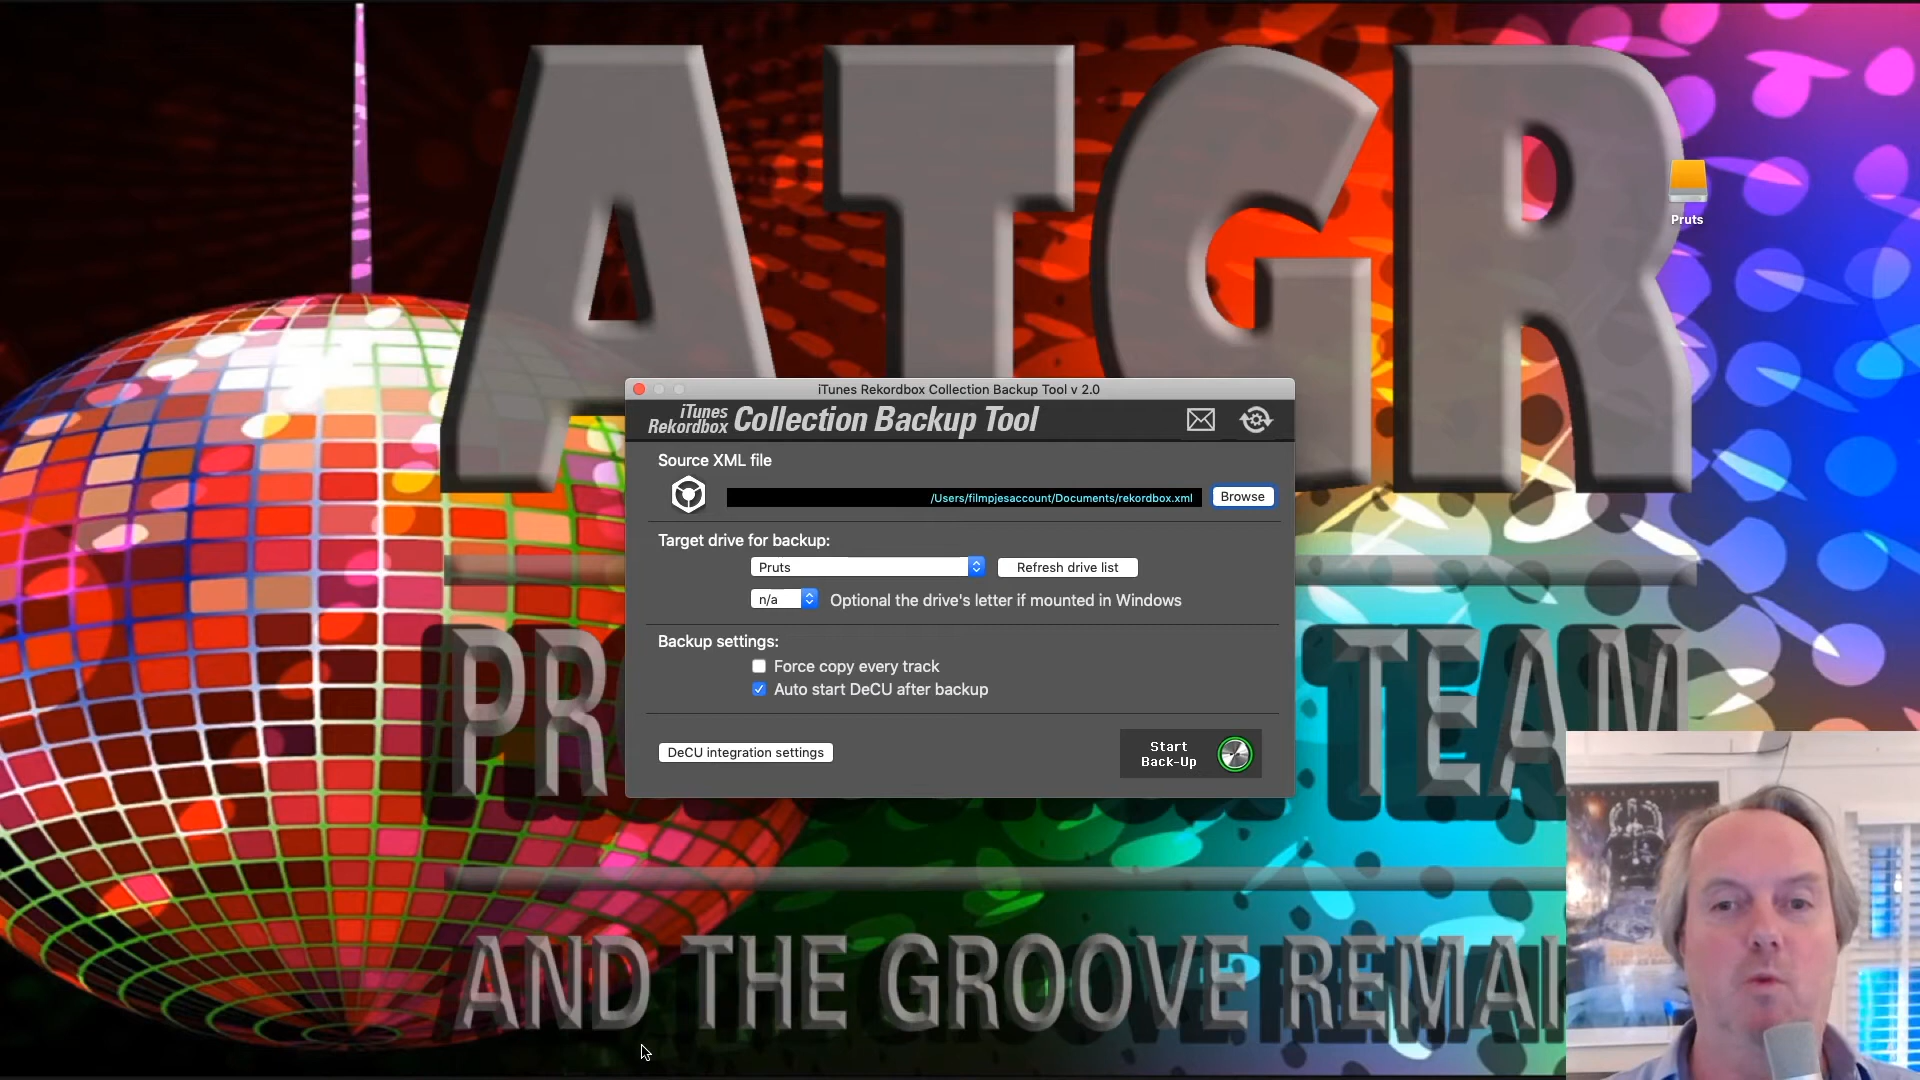 ATGR
Pruts
iTunes Rekordbox Collection Backup Tool v 2.0
iTunes
Rekordbox Collection Backup Tool
Source XML file
/Users/filmpjesaccount/Documents/rekordbox.xml
Browse
Target drive for backup:
Pruts
Refresh drive list
n/a
Optional the drive's letter if mounted in Windows
Backup settings:
Force copy every track
Auto start DeCU after backup
DeCU integration settings
Start
Back-Up
PR TEAM
AND THE GROOVE REMAI